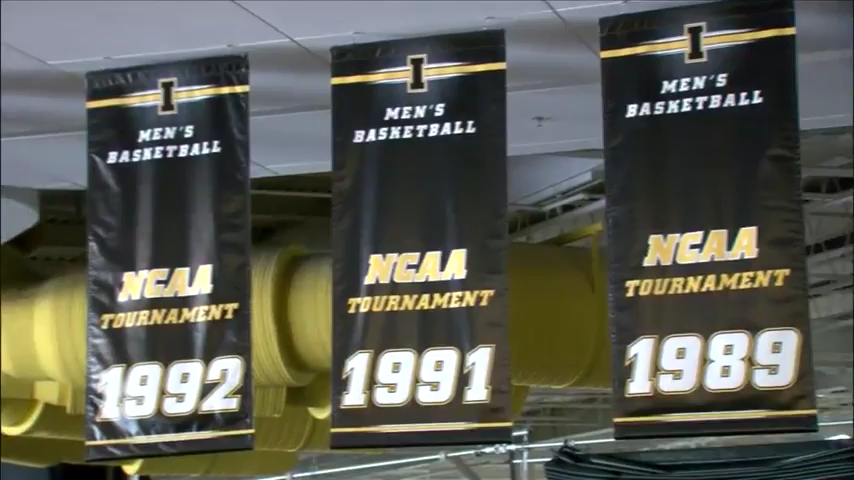 I
MEN'S
BASKETBALL
NCAA
TOURNAMENT
1992
I
MEN'S
BASKETBALL
NCAA
TOURNAMENT
1991
I
MEN'S
BASKETBALL
NCAA
TOURNAMENT
1989